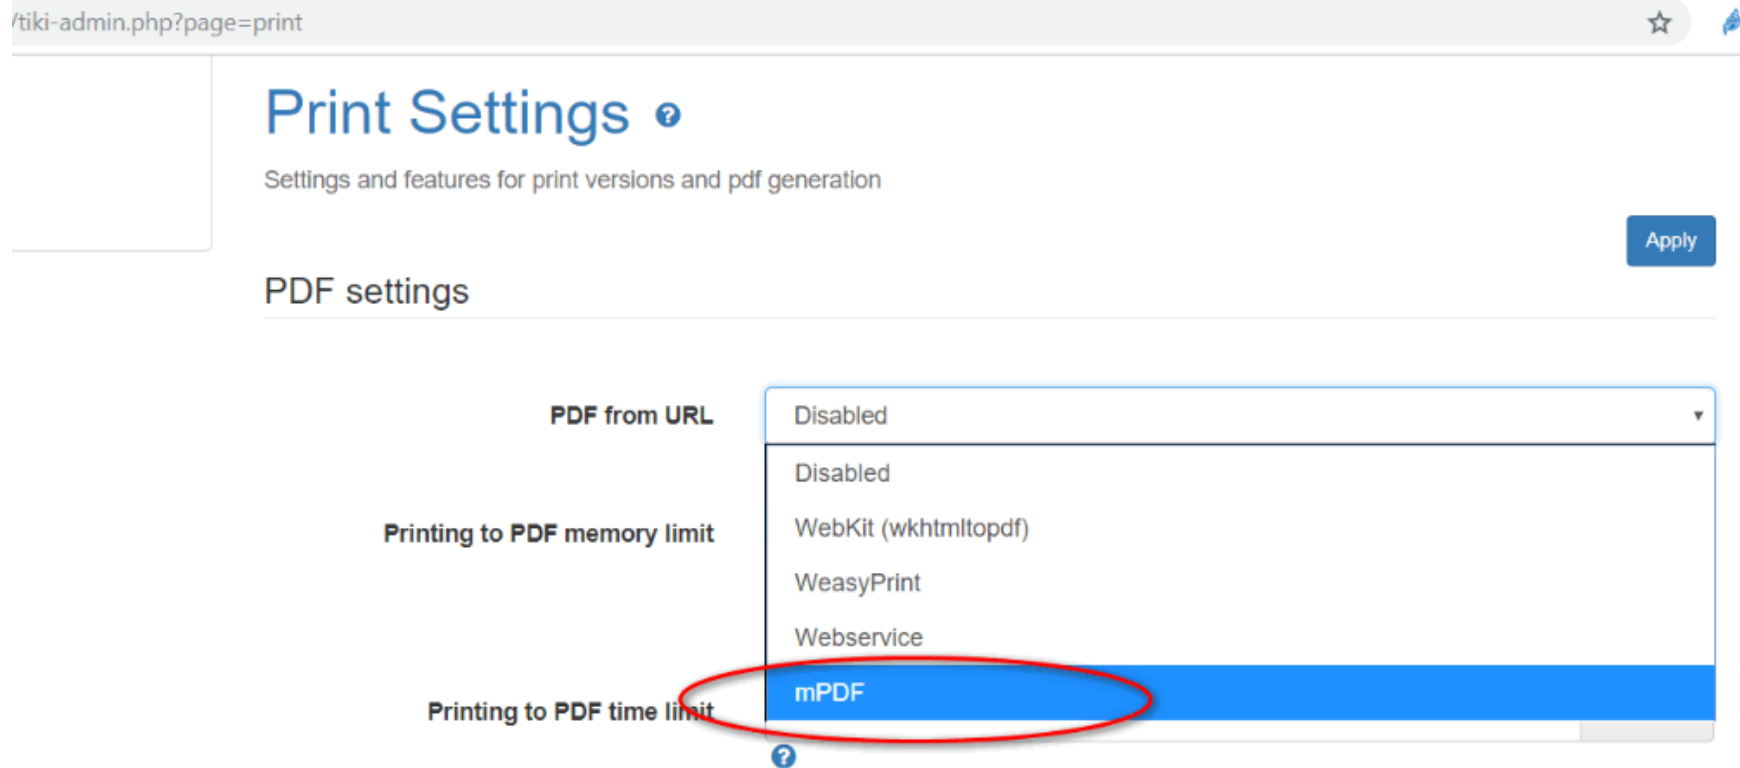 /tiki-admin.php?page=print
Print Settings
Settings and features for print versions and pdf generation
Apply
PDF settings
PDF from URL
Disabled
Disabled
Printing to PDF memory limit
WebKit (wkhtmltopdf)
WeasyPrint
Webservice
mPDF
Printing to PDF time limit